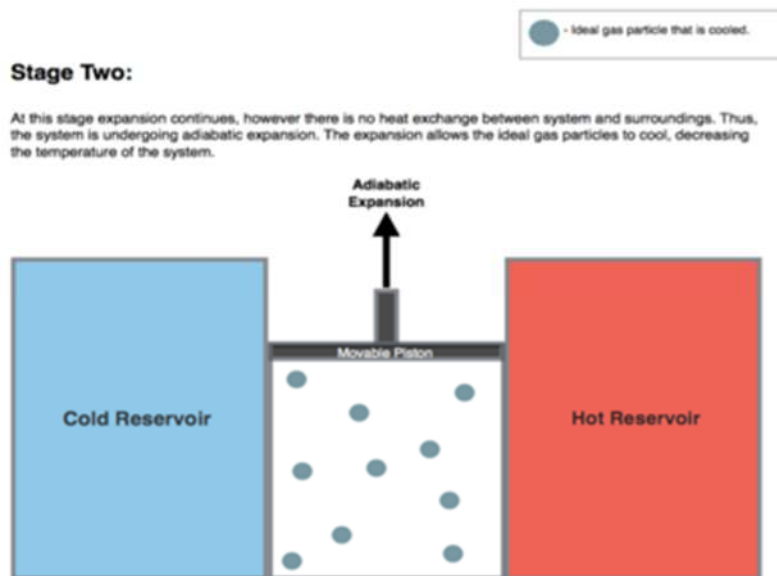 - Ideal gas particle that is cooled.
Stage Two:
At this stage expansion continues, however there is no heat exchange between system and surroundings. Thus,
the system is undergoing adiabatic expansion. The expansion allows the ideal gas particles to cool, decreasing
the temperature of the system.
Adiabatic
Expansion
Movable Piston
Cold Reservoir
Hot Reservoir